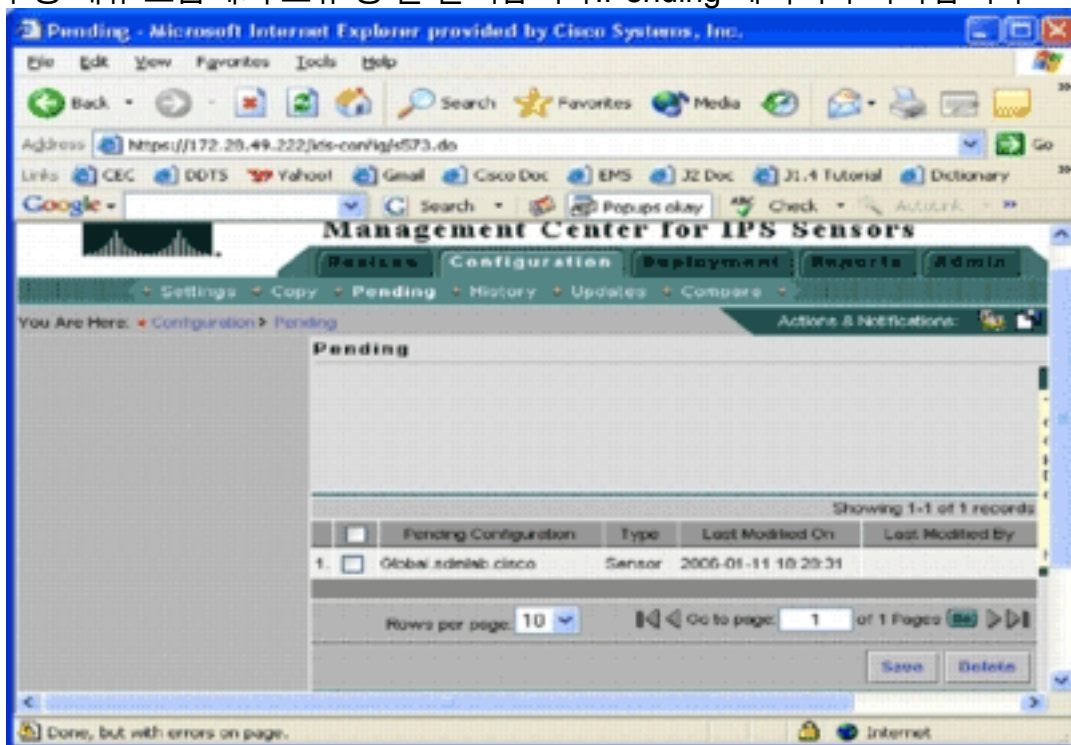 Pending - Microsoft Internet Explorer provided by Cisco Systems, Inc.
File Edit View Favorites Tools Help
Back Search Favorites Media
Address https://172.28.49.222/ids-config/s573.do Go
Links CEC DDTS Yahoo! Gmail Cisco Doc EMS J2 Doc J1.4 Tutorial Dictionary
Google Search Popups okay Check AutoLink
Management Center for IPS Sensors
Devices Configuration Deployment Reports Admin
Settings Copy Pending History Updates Compare
You Are Here: Configuration > Pending Actions & Notifications:
Pending
Showing 1-1 of 1 records
Pending Configuration Type Last Modified On Last Modified By
1. Global.sdmlab.cisco Sensor 2006-01-11 18:28:31
Rows per page: 10 Go to page: 1 of 1 Pages Go
Save Delete
Done, but with errors on page. Internet